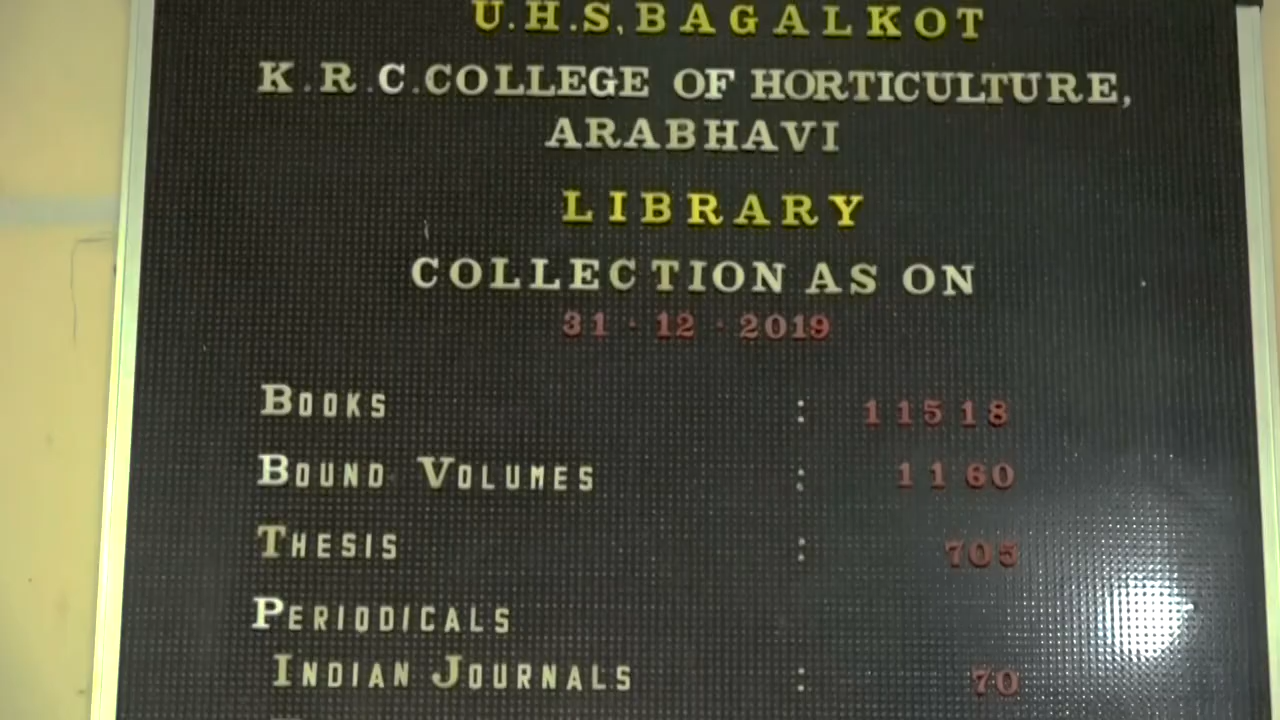 U.H.S.BAGALKOT
K.R.C.COLLEGE OF HORTICULTURE,
ARABHAVI
LIBRARY
COLLECTION AS ON
31-12-2019
BOOKS : 11518
BOUND VOLUMES : 1160
THESIS : 705
PERIODICALS
INDIAN JOURNALS : 70